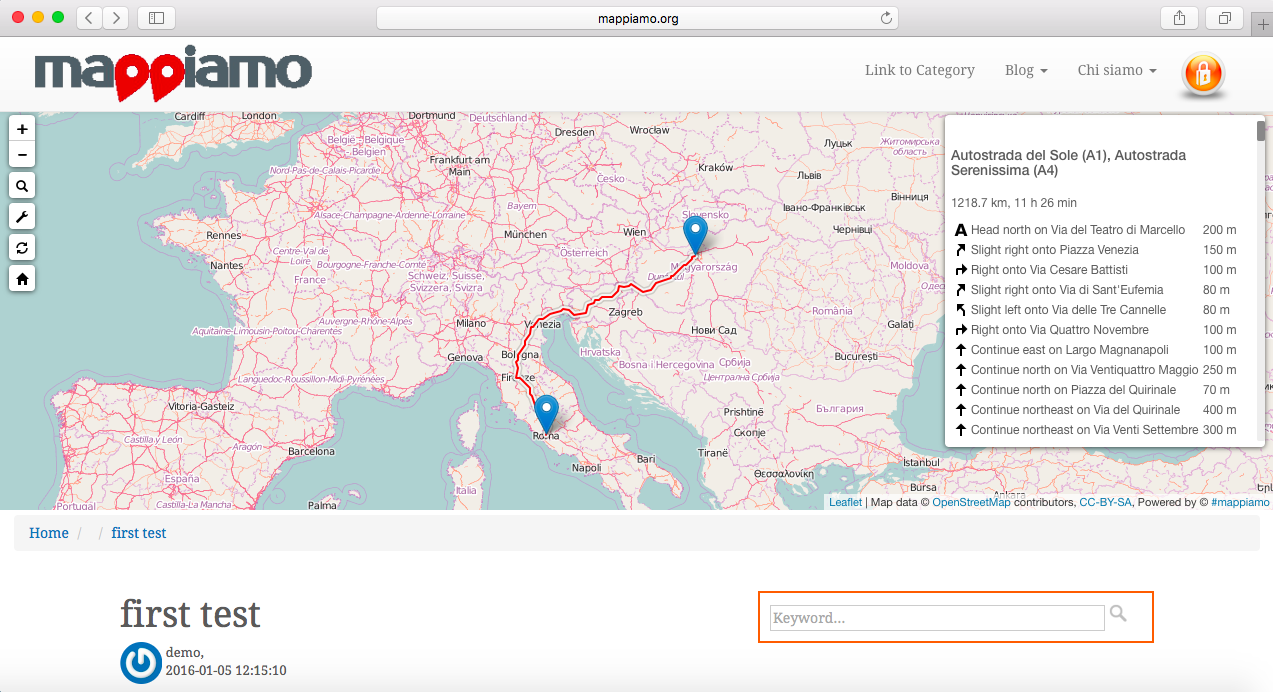 mappiamo.org
mappiamo
Link to Category
Blog
Chi siamo
Cardiff
London
Dortmund
Deutschland
Dresden
Wrocław
Луцьк
Житомирська
область
België - Belgique
- Belgien
Nord-Pas-de-Calais-Picardie
Frankfurt am
Main
Česko
Kraków
Львів
Вінниця
Alsace-Champagne-Ardenne-Lorraine
Bayern
Slovensko
Івано-Франківськ
Чернівці
Rennes
München
Wien
Österreich
Nantes
Centre-Val de
Loire
Bourgogne-Franche-Comté
France
Schweiz, Suisse,
Svizzera, Svizra
Magyarország
Dunántúl
Moldova
Aquitaine-Limousin-Poitou-Charentes
Auvergne-Rhône-Alpes
Milano
Venezia
Zagreb
România
Galați
Нови Сад
Genova
Bologna
Hrvatska
Bosna i Hercegovina
Србија
București
Languedoc-Roussillon-Midi-Pyrénées
Firenze
Централна Србија
Vitoria-Gasteiz
Roma
Prishtinë
България
Castilla y León
Aragón
Barcelona
Скопје
Tiranë
Napoli
Bari
España
Italia
Θεσσαλονίκη
İstanbul
Bursa
Ankara
Portugal
Castilla-La Mancha
Palma
Autostrada del Sole (A1), Autostrada
Serenissima (A4)
1218.7 km, 11 h 26 min
Head north on Via del Teatro di Marcello 200 m
Slight right onto Piazza Venezia 150 m
Right onto Via Cesare Battisti 100 m
Slight right onto Via di Sant'Eufemia 80 m
Slight left onto Via delle Tre Cannelle 80 m
Right onto Via Quattro Novembre 100 m
Continue east on Largo Magnanapoli 100 m
Continue north on Via Ventiquattro Maggio 250 m
Continue north on Piazza del Quirinale 70 m
Continue northeast on Via del Quirinale 400 m
Continue northeast on Via Venti Settembre 300 m
Leaflet | Map data © OpenStreetMap contributors, CC-BY-SA, Powered by © #mappiamo
Home / / first test
first test
Keyword...
demo,
2016-01-05 12:15:10